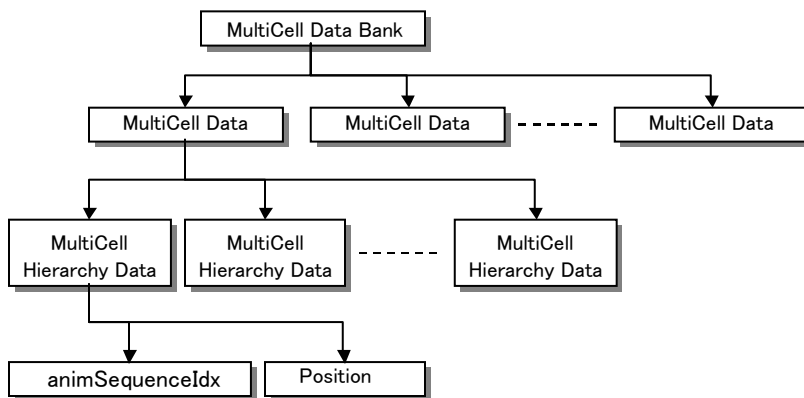 MultiCell Data Bank
MultiCell Data
MultiCell Data
MultiCell Data
MultiCell
Hierarchy Data
MultiCell
Hierarchy Data
MultiCell
Hierarchy Data
animSequenceIdx
Position